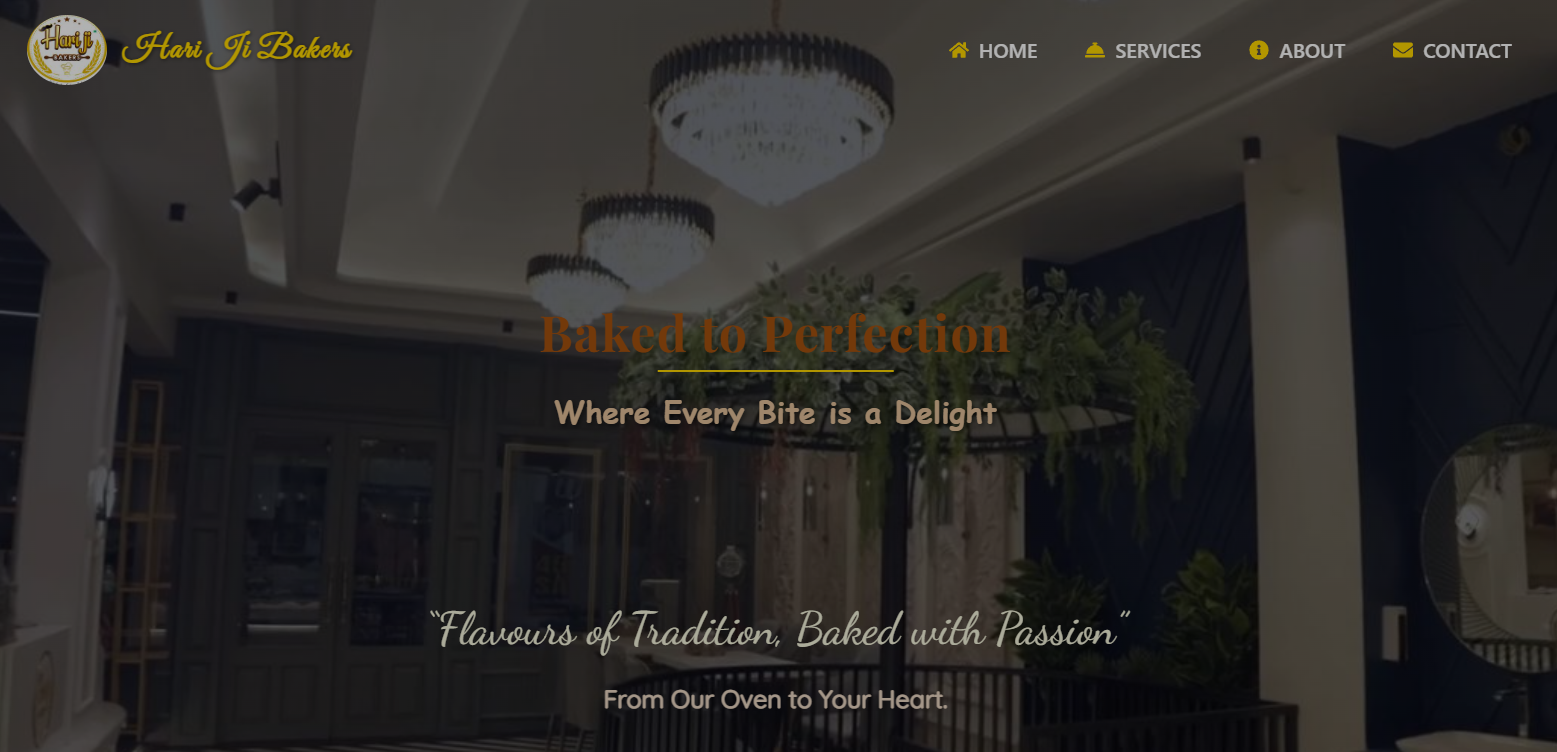 Hari Ji
BAKERS
Hari Ji Bakers
HOME
SERVICES
ABOUT
CONTACT
Baked to Perfection
Where Every Bite is a Delight
“Flavours of Tradition, Baked with Passion”
From Our Oven to Your Heart.